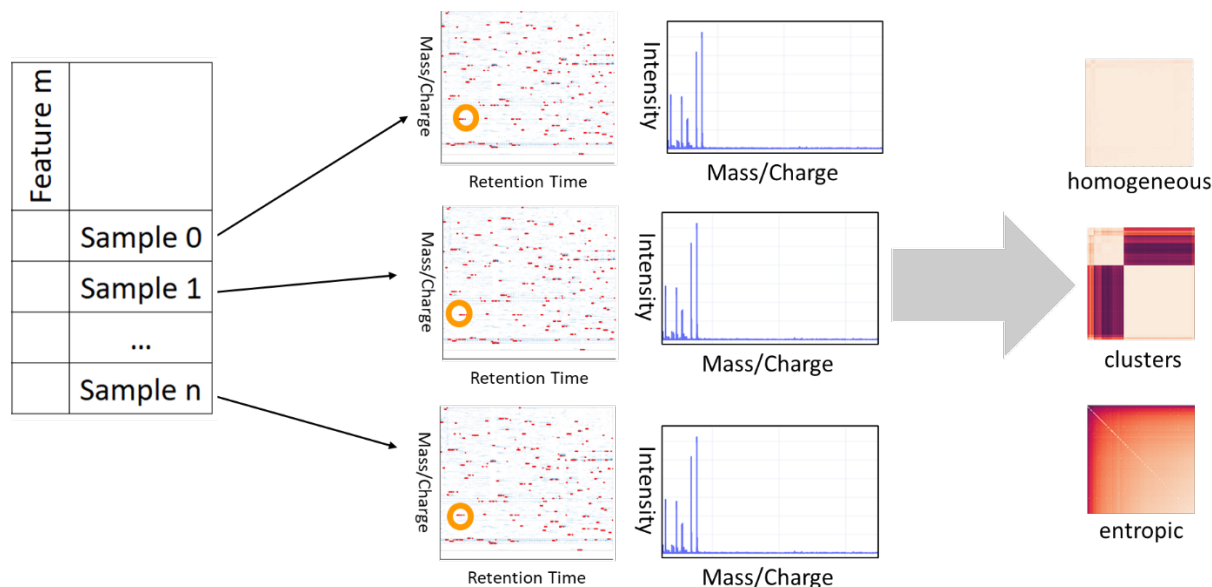 Feature m
Sample 0
Sample 1
...
Sample n
Mass/Charge
Retention Time
Intensity
Mass/Charge
Mass/Charge
Retention Time
Intensity
Mass/Charge
Mass/Charge
Retention Time
Intensity
Mass/Charge
homogeneous
clusters
entropic